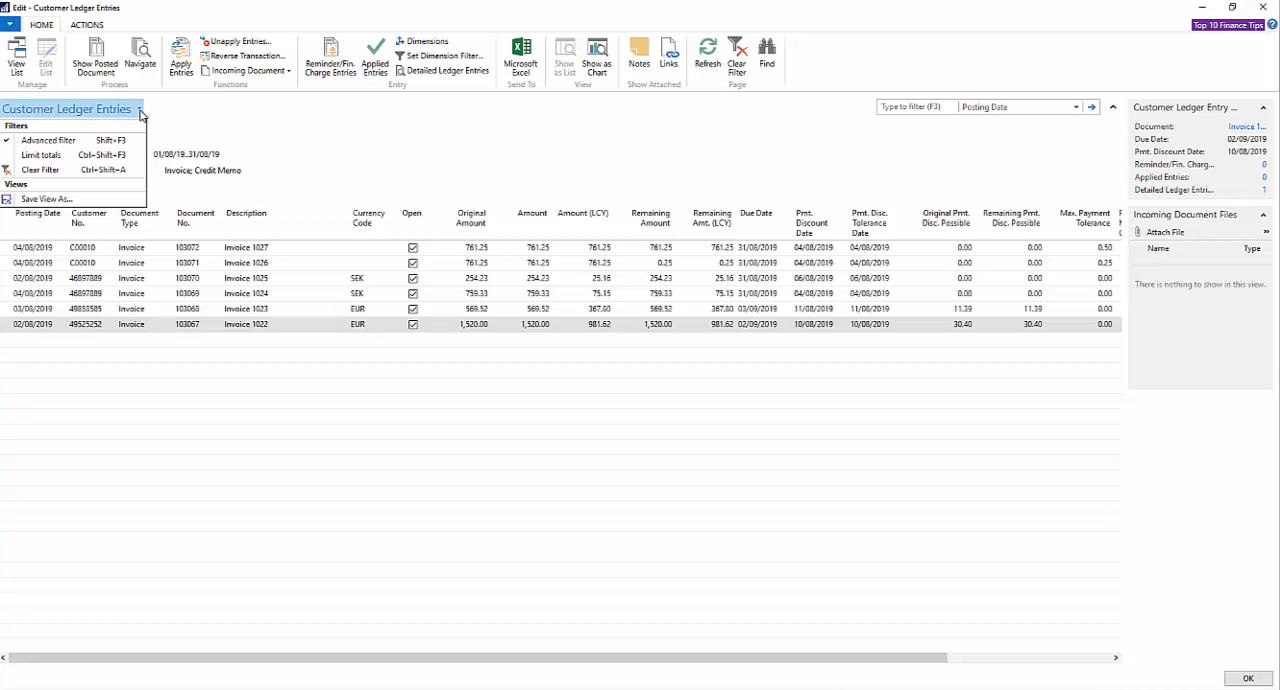 Edit - Customer Ledger Entries
HOME ACTIONS
Top 10 Finance Tips
View List
Edit List
Manage
Show Posted Document
Navigate
Process
Apply Entries
Unapply Entries...
Reverse Transaction...
Incoming Document
Functions
Reminder/Fin. Charge Entries
Applied Entries
Dimensions
Set Dimension Filter...
Detailed Ledger Entries
Entry
Microsoft Excel
Send To
Show as List
Show as Chart
View
Notes
Links
Show Attached
Refresh
Clear Filter
Find
Page
Customer Ledger Entries
Type to filter (F3) Posting Date
Filters
Advanced filter Shift+F3
Limit totals Ctrl+Shift+F3
Clear Filter Ctrl+Shift+A
Views
Save View As...
01/08/19..31/08/19
Invoice; Credit Memo
Posting Date Customer No. Document Type Document No. Description Currency Code Open Original Amount Amount Amount (LCY) Remaining Amount Remaining Amt. (LCY) Due Date Pmt. Discount Date Pmt. Disc. Tolerance Date Original Pmt. Disc. Possible Remaining Pmt. Disc. Possible Max. Payment Tolerance
04/08/2019 C00010 Invoice 103072 Invoice 1027 761.25 761.25 761.25 761.25 761.25 31/08/2019 04/08/2019 04/08/2019 0.00 0.00 0.50
04/08/2019 C00010 Invoice 103071 Invoice 1026 761.25 761.25 761.25 0.25 0.25 31/08/2019 04/08/2019 04/08/2019 0.00 0.00 0.25
02/08/2019 46897889 Invoice 103070 Invoice 1025 SEK 254.23 254.23 25.16 254.23 25.16 31/08/2019 06/08/2019 06/08/2019 0.00 0.00 0.00
04/08/2019 46897889 Invoice 103069 Invoice 1024 SEK 759.33 759.33 75.15 759.33 75.15 31/08/2019 04/08/2019 04/08/2019 0.00 0.00 0.00
03/08/2019 49858585 Invoice 103068 Invoice 1023 EUR 569.52 569.52 367.80 569.52 367.80 03/09/2019 11/08/2019 11/08/2019 11.39 11.39 0.00
02/08/2019 49525252 Invoice 103067 Invoice 1022 EUR 1,520.00 1,520.00 981.62 1,520.00 981.62 02/09/2019 10/08/2019 10/08/2019 30.40 30.40 0.00
Customer Ledger Entry ...
Document: Invoice 1...
Due Date: 02/09/2019
Pmt. Discount Date: 10/08/2019
Reminder/Fin. Charg... 0
Applied Entries: 0
Detailed Ledger Entri... 1
Incoming Document Files
Attach File
Name Type
There is nothing to show in this view.
OK